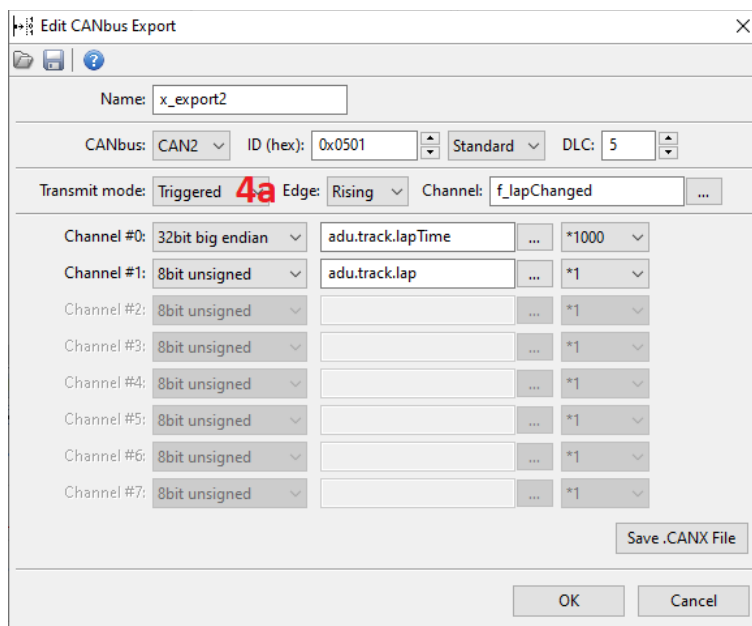 Edit CANbus Export
Name: x_export2
CANbus: CAN2 ID (hex): 0x0501 Standard DLC: 5
Transmit mode: Triggered 4a Edge: Rising Channel: f_lapChanged ...
Channel #0: 32bit big endian adu.track.lapTime ... *1000
Channel #1: 8bit unsigned adu.track.lap ... *1
Channel #2: 8bit unsigned ... *1
Channel #3: 8bit unsigned ... *1
Channel #4: 8bit unsigned ... *1
Channel #5: 8bit unsigned ... *1
Channel #6: 8bit unsigned ... *1
Channel #7: 8bit unsigned ... *1
Save .CANX File
OK Cancel